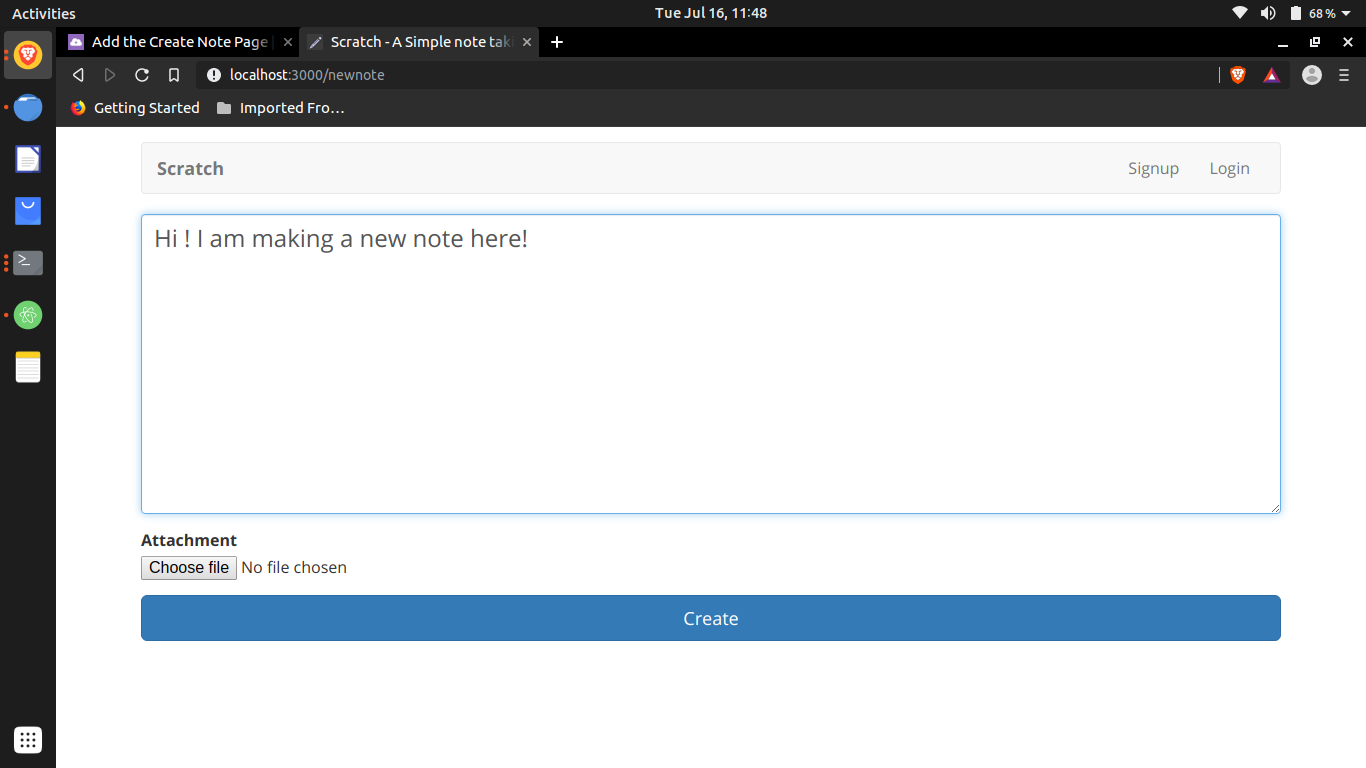 Activities
Tue Jul 16, 11:48
68 %
Add the Create Note Page
Scratch - A Simple note tak
localhost:3000/newnote
Getting Started
Imported Fro...
Scratch
Signup
Login
Hi ! I am making a new note here!
Attachment
Choose file No file chosen
Create